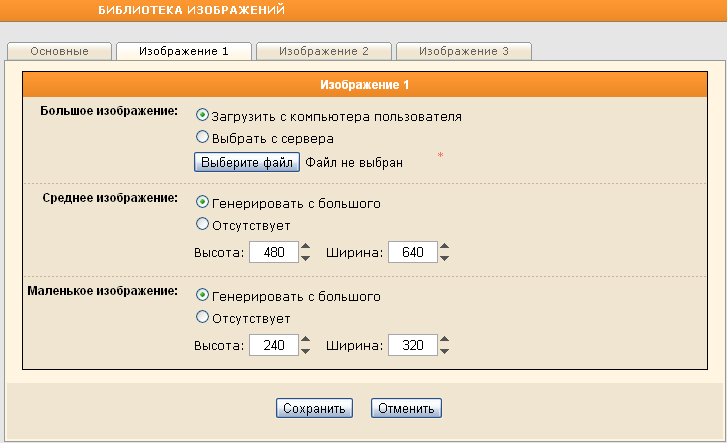 БИБЛИОТЕКА ИЗОБРАЖЕНИЙ
Основные Изображение 1 Изображение 2 Изображение 3
Изображение 1
Большое изображение: Загрузить с компьютера пользователя
Выбрать с сервера
Выберите файл Файл не выбран *
Среднее изображение: Генерировать с большого
Отсутствует
Высота: 480 Ширина: 640
Маленькое изображение: Генерировать с большого
Отсутствует
Высота: 240 Ширина: 320
Сохранить Отменить